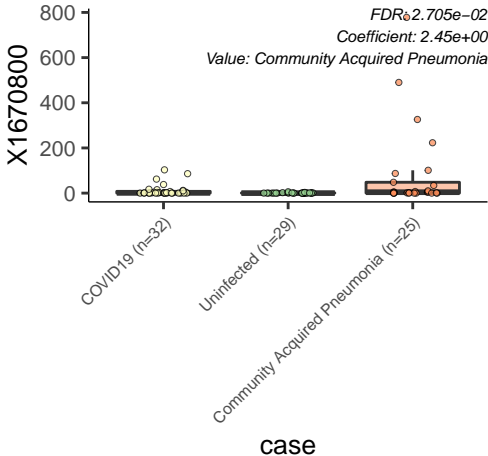 FDR: 2.705e−02
Coefficient: 2.45e+00
Value: Community Acquired Pneumonia
X1670800
800
600
400
200
0
COVID19 (n=32)
Uninfected (n=29)
Community Acquired Pneumonia (n=25)
case